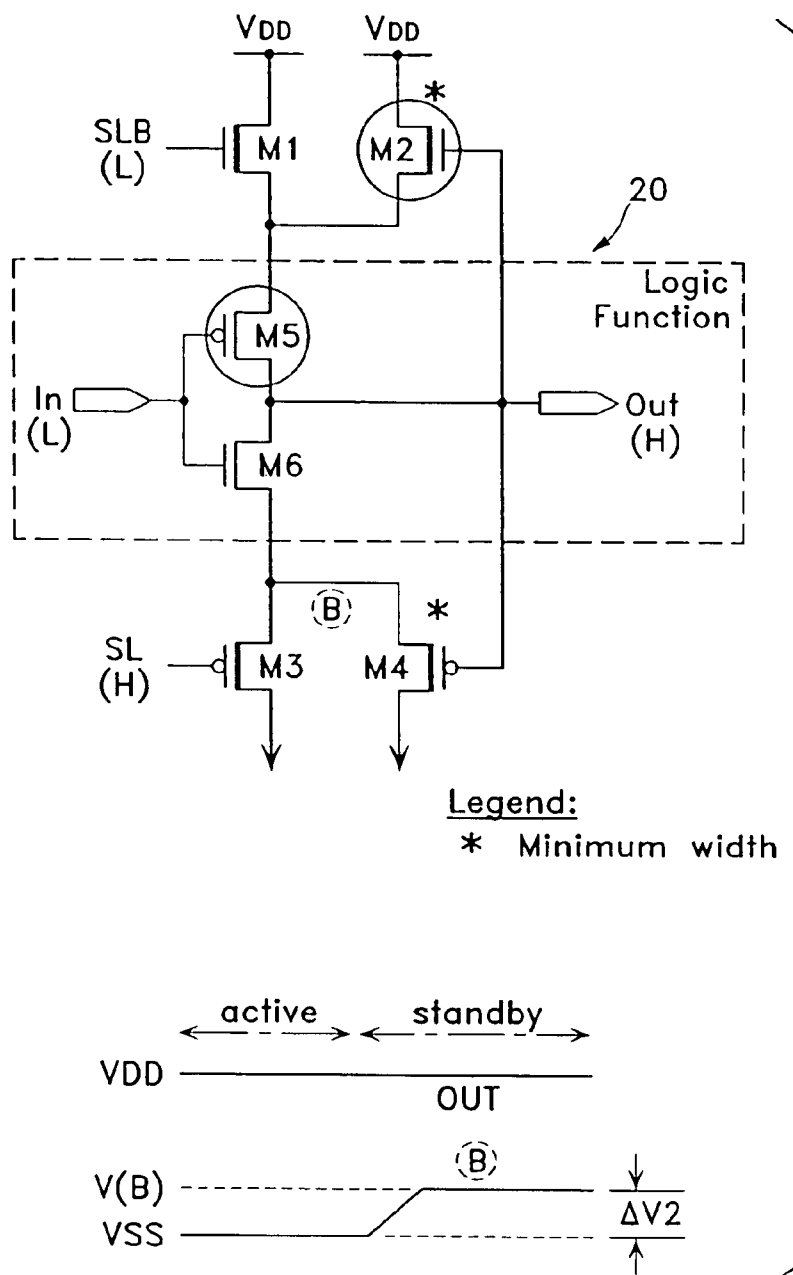 VDD VDD
*
SLB
(L)
M1 M2
20
Logic
Function
M5
In
(L)
Out
(H)
M6
B *
SL
(H)
M3 M4
Legend:
* Minimum width
active standby
VDD
OUT
B
V(B)
ΔV2
VSS